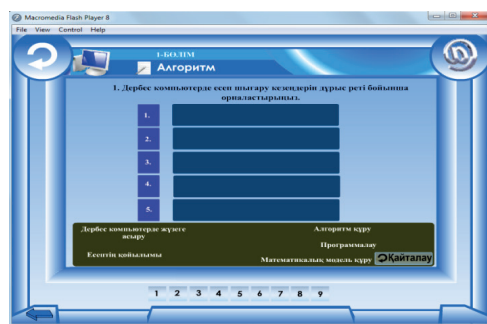 Macromedia Flash Player 8
File View Control Help
1-БӨЛІМ
Алгоритм
1. Дербес компьютерде есеп шығару кезеңдерін дұрыс реті бойынша
орналастырыңыз.
1.
2.
3.
4.
5.
Дербес компьютерде жүзеге
асыру
Алгоритм құру
Программалау
Есептің қойылымы
Математикалық модель құру
Қайталау
1 2 3 4 5 6 7 8 9